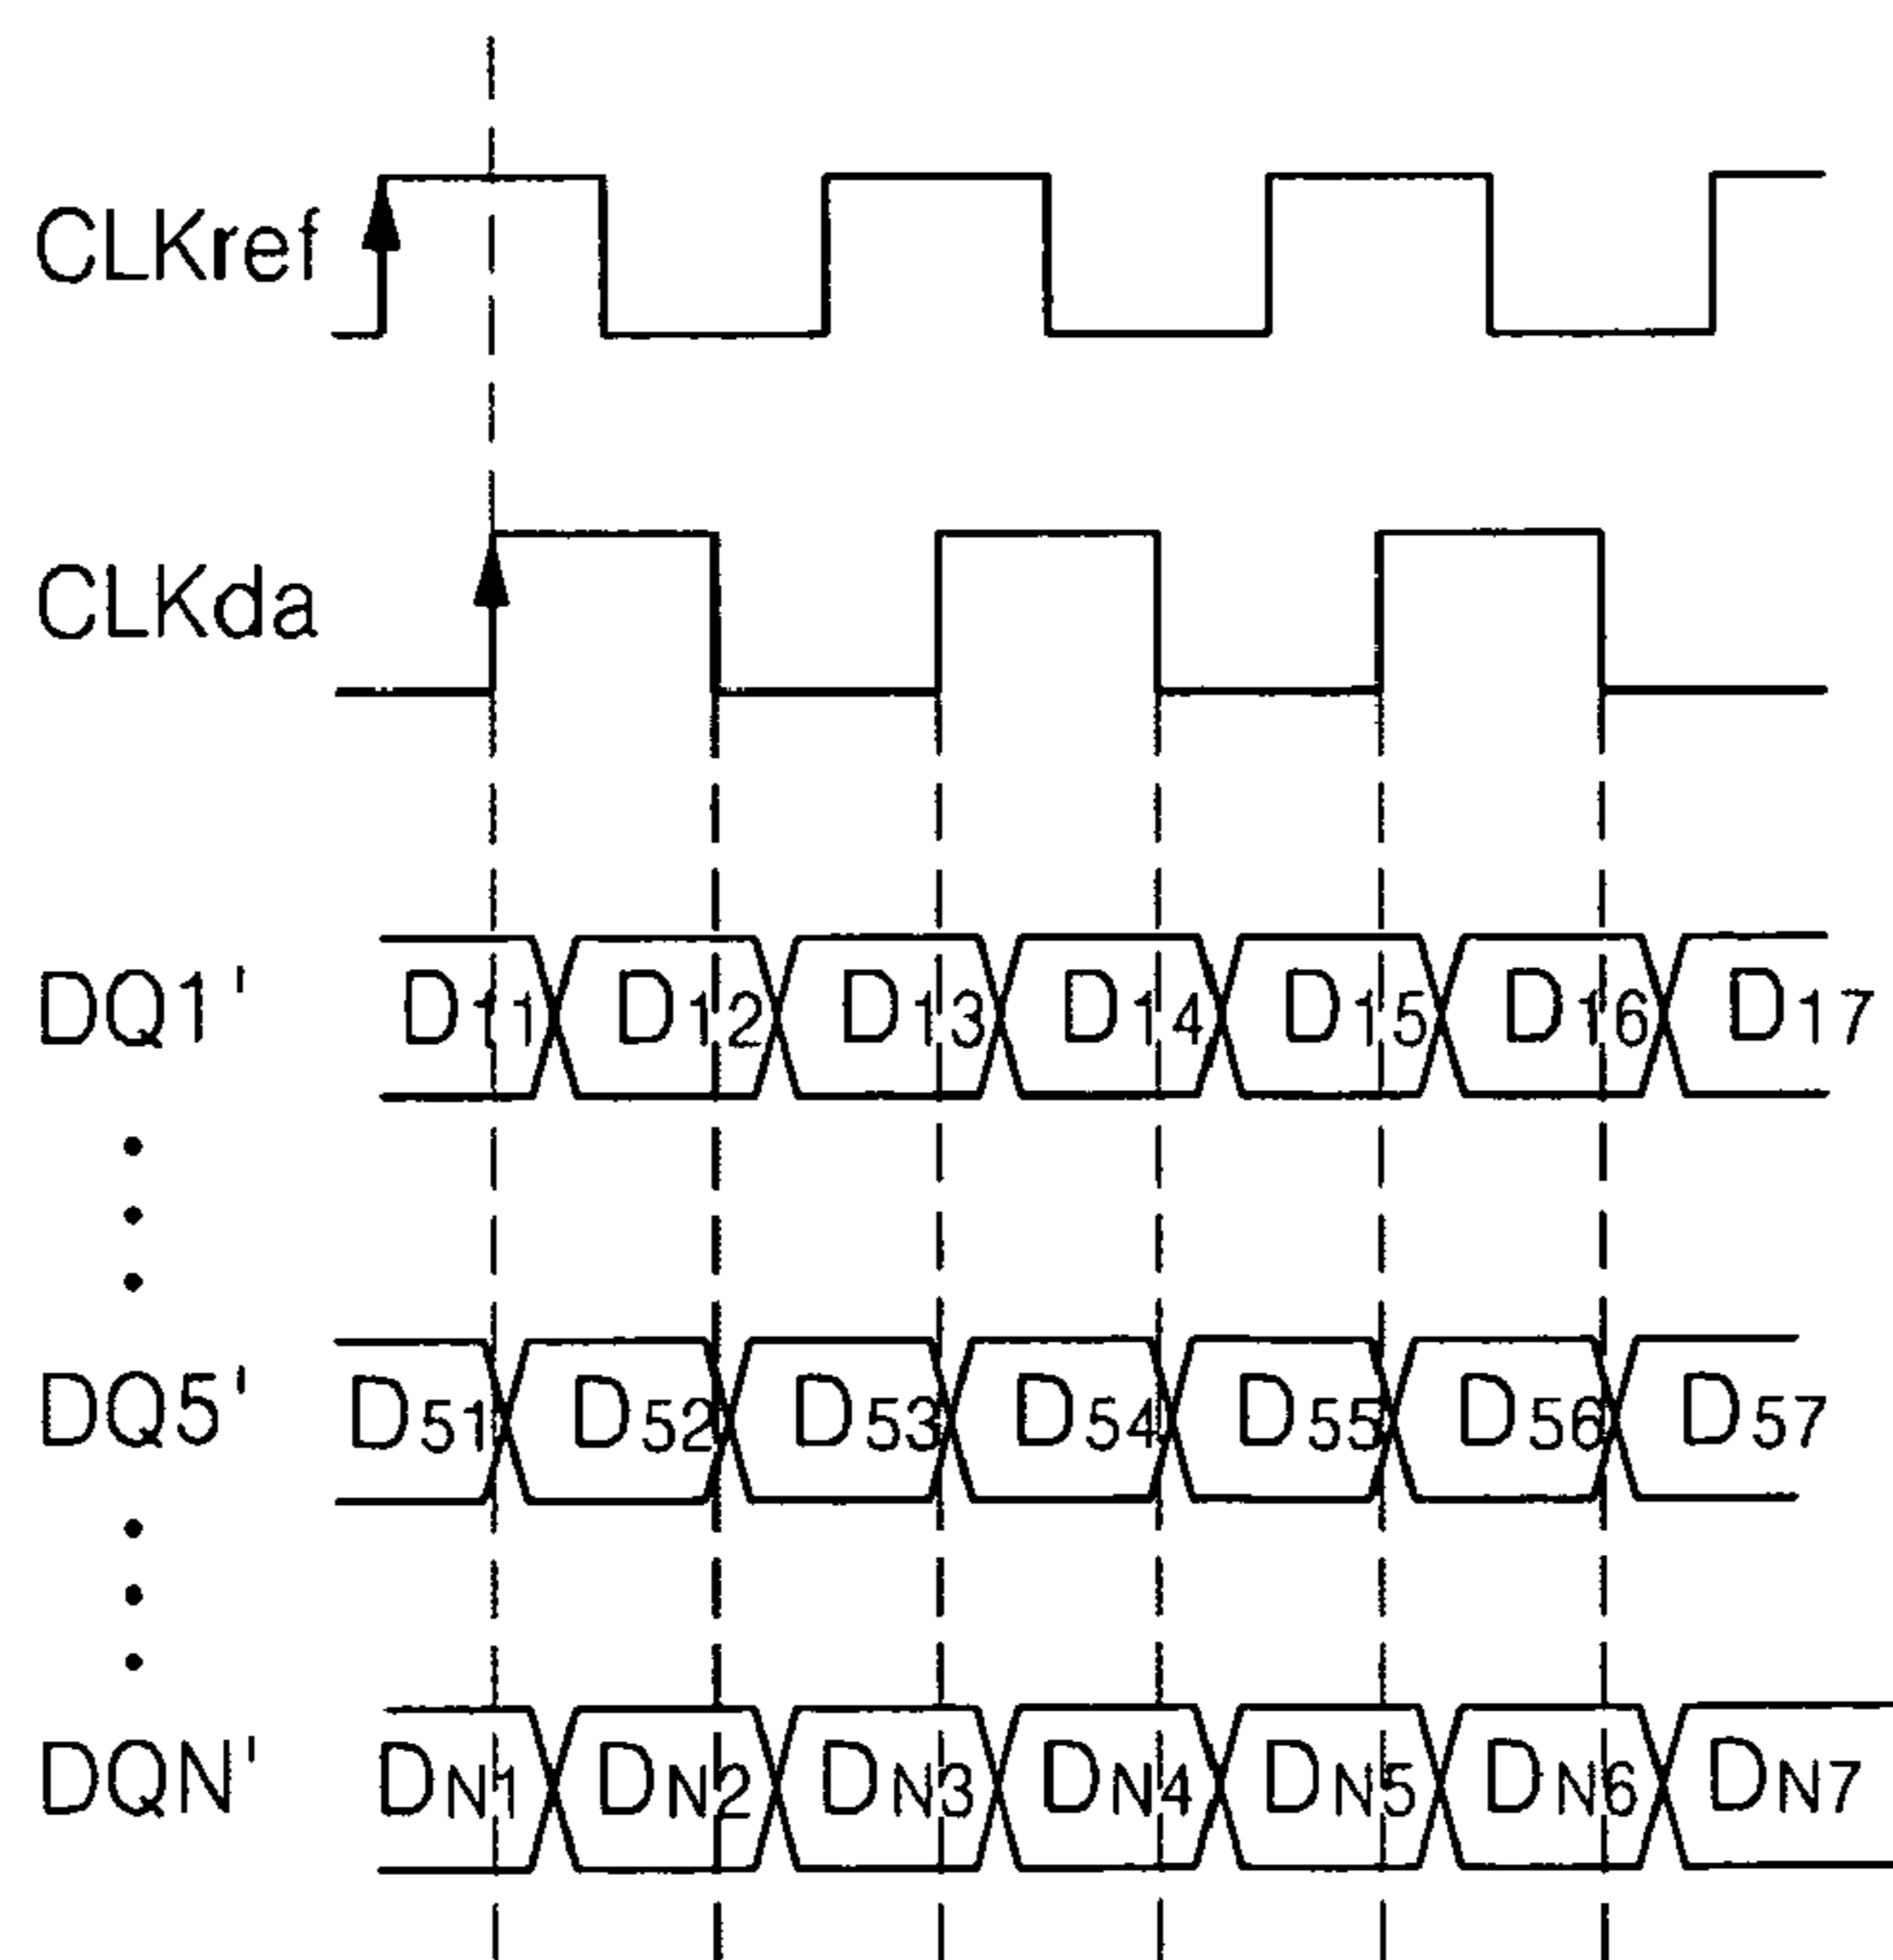 CLKref
CLKda
DQ1' D11 D12 D13 D14 D15 D16 D17
DQ5' D51 D52 D53 D54 D55 D56 D57
DQN' DN1 DN2 DN3 DN4 DN5 DN6 DN7